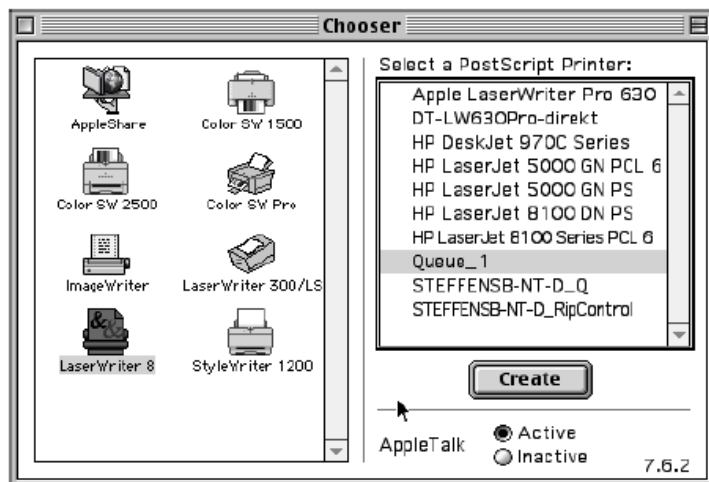 Chooser
AppleShare
Color SW 1500
Color SW 2500
Color SW Pro
ImageWriter
LaserWriter 300/LS
LaserWriter 8
StyleWriter 1200
Select a PostScript Printer:
Apple LaserWriter Pro 630
DT-LW630Pro-direkt
HP DeskJet 970C Series
HP LaserJet 5000 GN PCL 6
HP LaserJet 5000 GN PS
HP LaserJet 8100 DN PS
HP LaserJet 8100 Series PCL 6
Queue_1
STEFFENSB-NT-D_Q
STEFFENSB-NT-D_RipControl
Create
AppleTalk
Active
Inactive
7.6.2